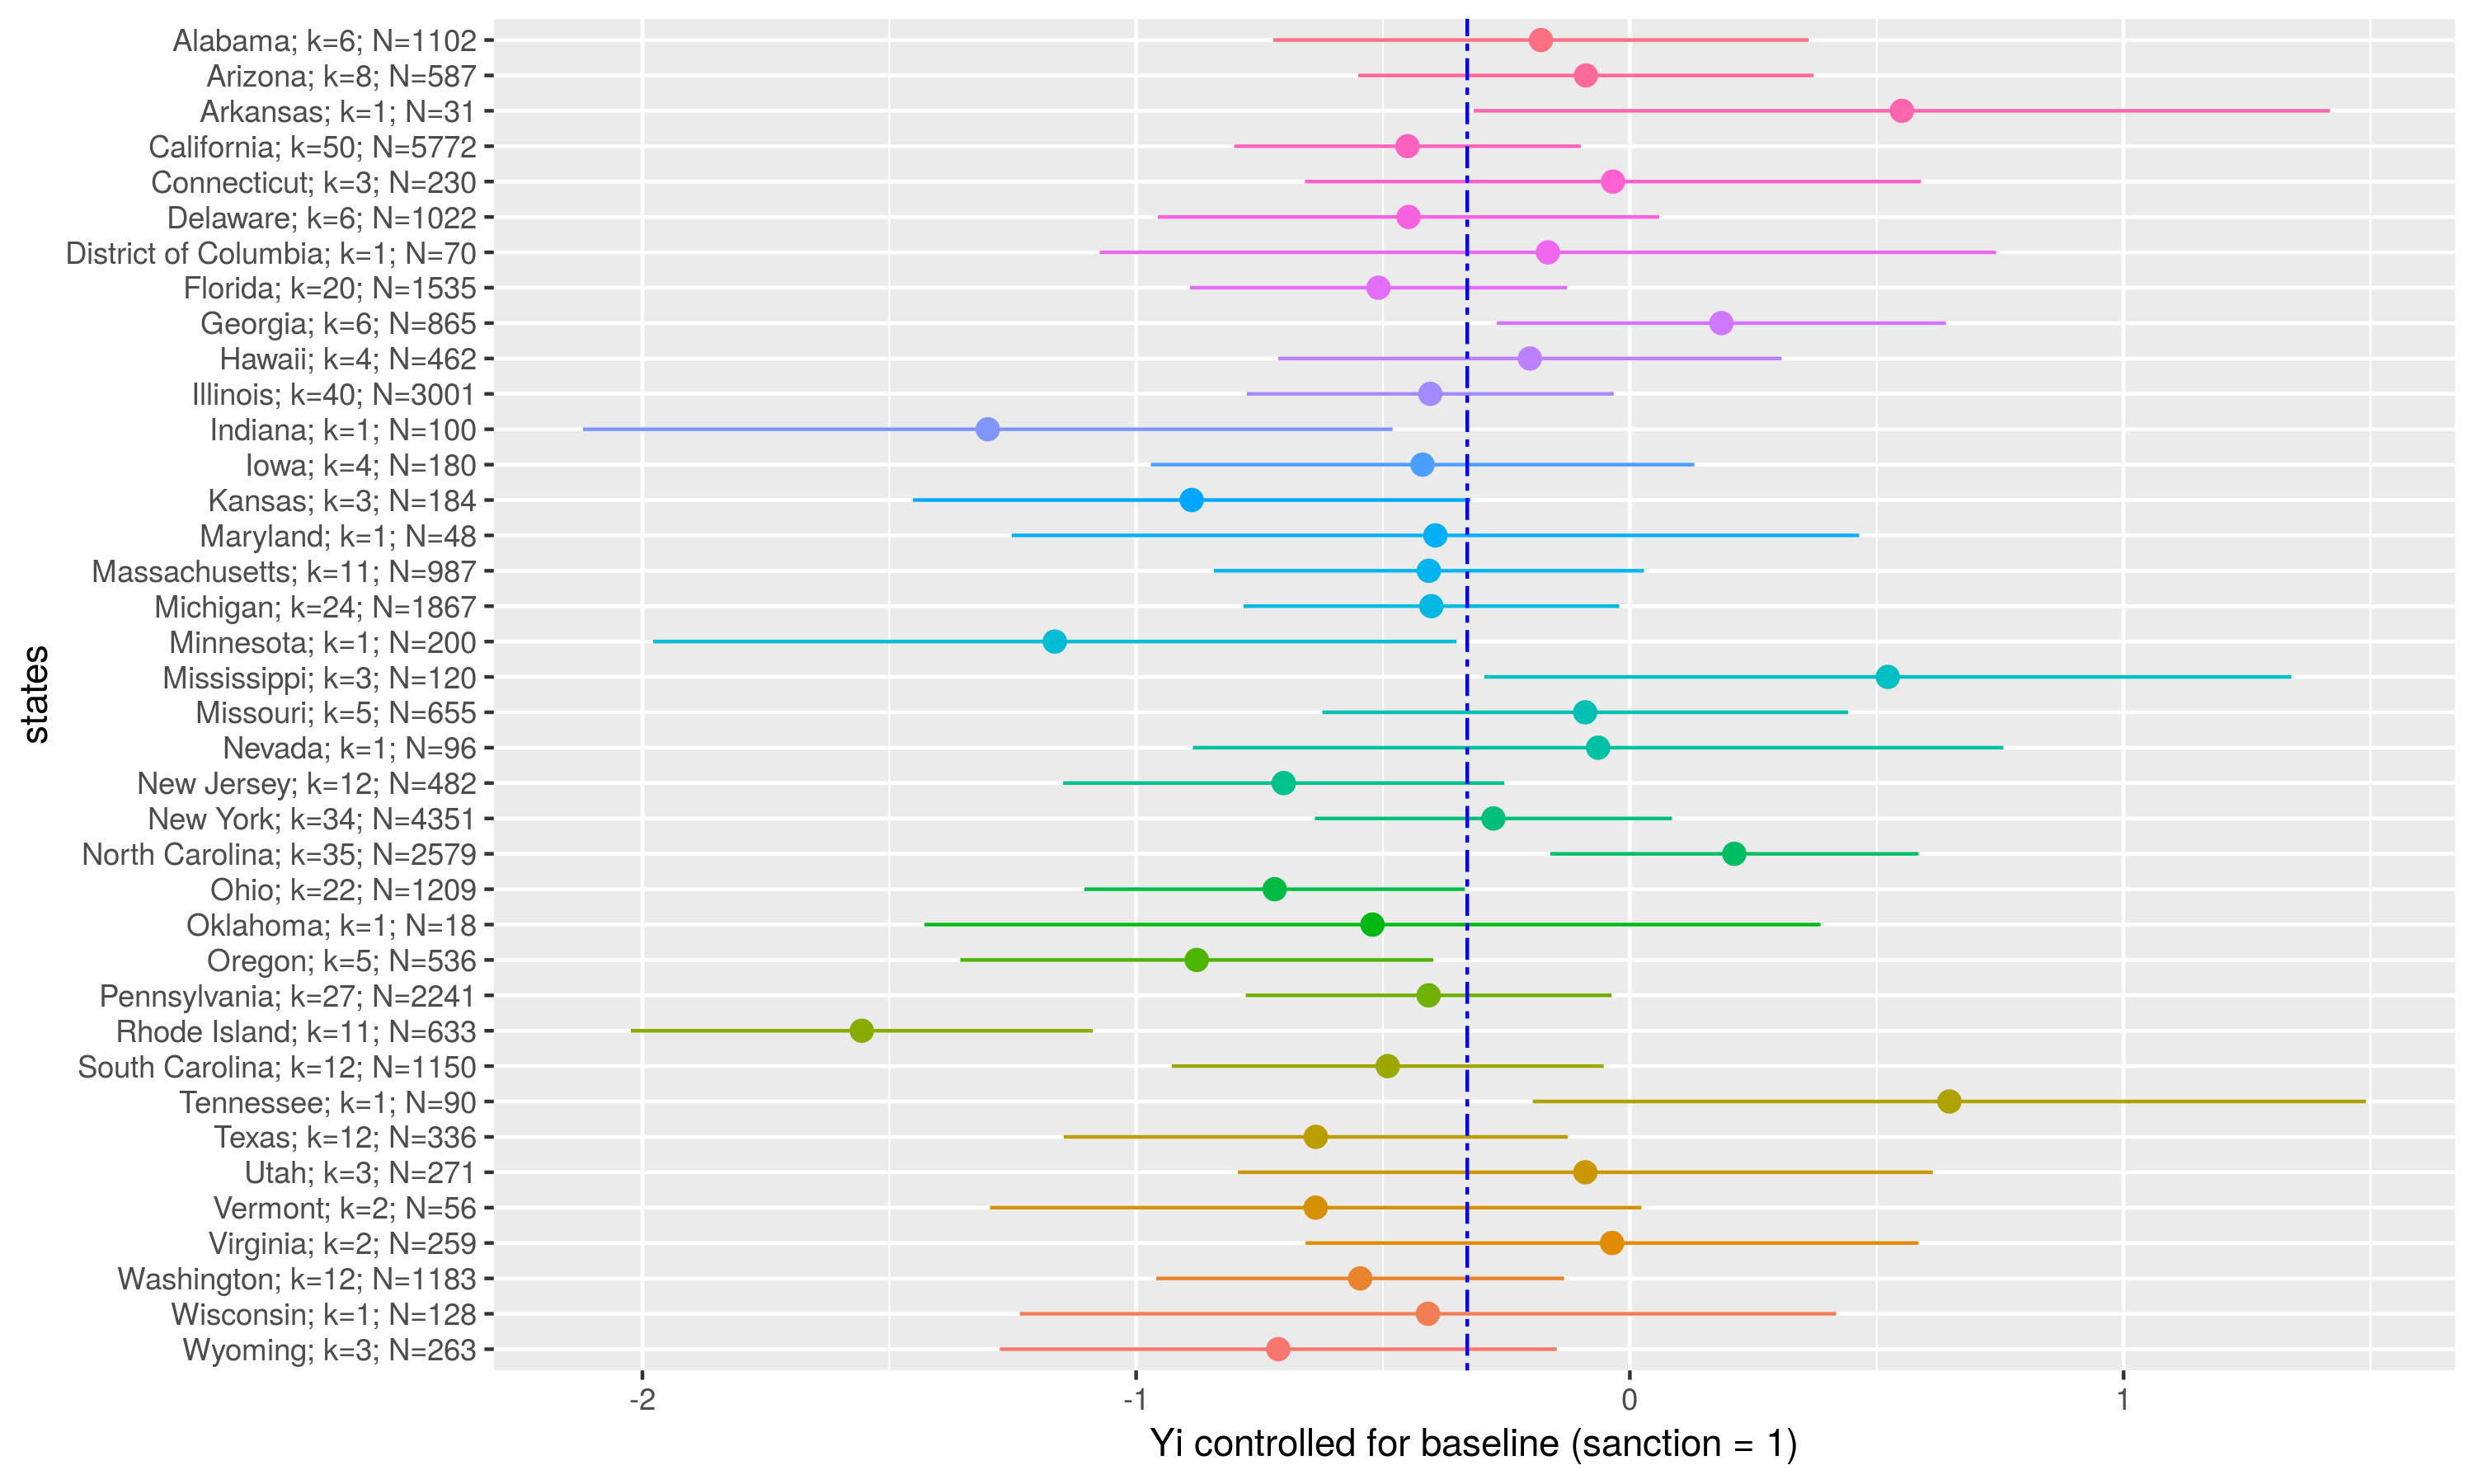 Alabama; k=6; N=1102
Arizona; k=8; N=587
Arkansas; k=1; N=31
California; k=50; N=5772
Connecticut; k=3; N=230
Delaware; k=6; N=1022
District of Columbia; k=1; N=70
Florida; k=20; N=1535
Georgia; k=6; N=865
Hawaii; k=4; N=462
Illinois; k=40; N=3001
Indiana; k=1; N=100
Iowa; k=4; N=180
Kansas; k=3; N=184
Maryland; k=1; N=48
Massachusetts; k=11; N=987
Michigan; k=24; N=1867
Minnesota; k=1; N=200
Mississippi; k=3; N=120
Missouri; k=5; N=655
Nevada; k=1; N=96
New Jersey; k=12; N=482
New York; k=34; N=4351
North Carolina; k=35; N=2579
Ohio; k=22; N=1209
Oklahoma; k=1; N=18
Oregon; k=5; N=536
Pennsylvania; k=27; N=2241
Rhode Island; k=11; N=633
South Carolina; k=12; N=1150
Tennessee; k=1; N=90
Texas; k=12; N=336
Utah; k=3; N=271
Vermont; k=2; N=56
Virginia; k=2; N=259
Washington; k=12; N=1183
Wisconsin; k=1; N=128
Wyoming; k=3; N=263
states
-2 -1 0 1
Yi controlled for baseline (sanction = 1)